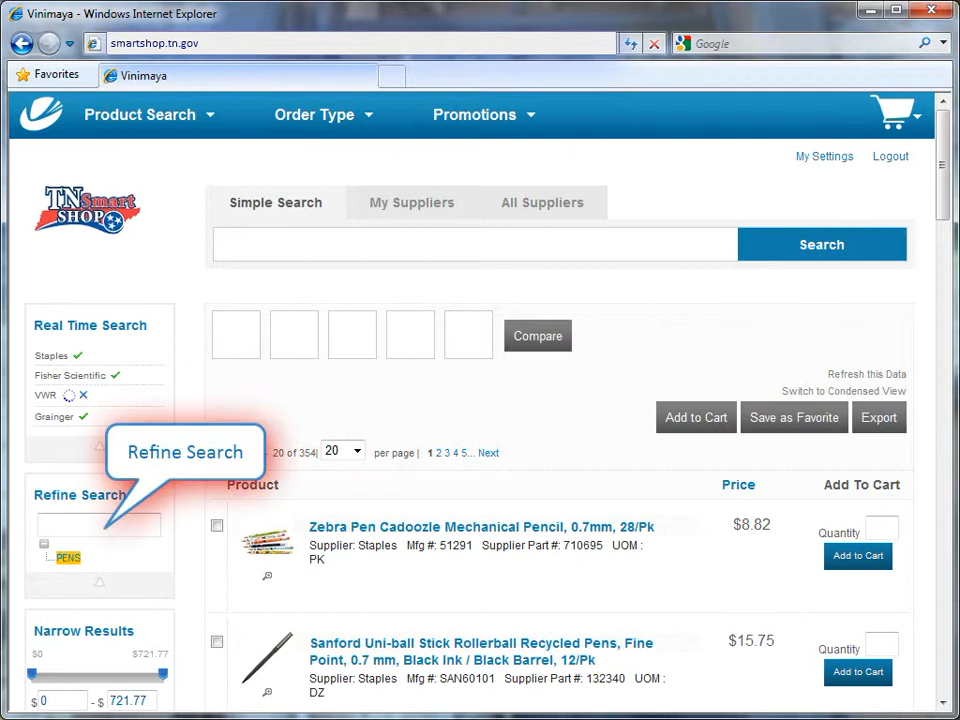 Vinimaya - Windows Internet Explorer
smartshop.tn.gov
Google
Favorites
Vinimaya
Product Search
Order Type
Promotions
My Settings
Logout
TN Smart
SHOP
Simple Search
My Suppliers
All Suppliers
Search
Real Time Search
Staples
Fisher Scientific
VWR
Grainger
Compare
Refresh this Data
Switch to Condensed View
Add to Cart
Save as Favorite
Export
20 of 354| 20 per page | 1 2 3 4 5... Next
Refine Search
Refine Search
PENS
Narrow Results
$0
$721.77
$ 0 - $ 721.77
Product
Price
Add To Cart
Zebra Pen Cadoozle Mechanical Pencil, 0.7mm, 28/Pk
Supplier: Staples Mfg #: 51291 Supplier Part #: 710695 UOM :
PK
$8.82
Quantity
Add to Cart
Sanford Uni-ball Stick Rollerball Recycled Pens, Fine
Point, 0.7 mm, Black Ink / Black Barrel, 12/Pk
Supplier: Staples Mfg #: SAN60101 Supplier Part #: 132340 UOM :
DZ
$15.75
Quantity
Add to Cart